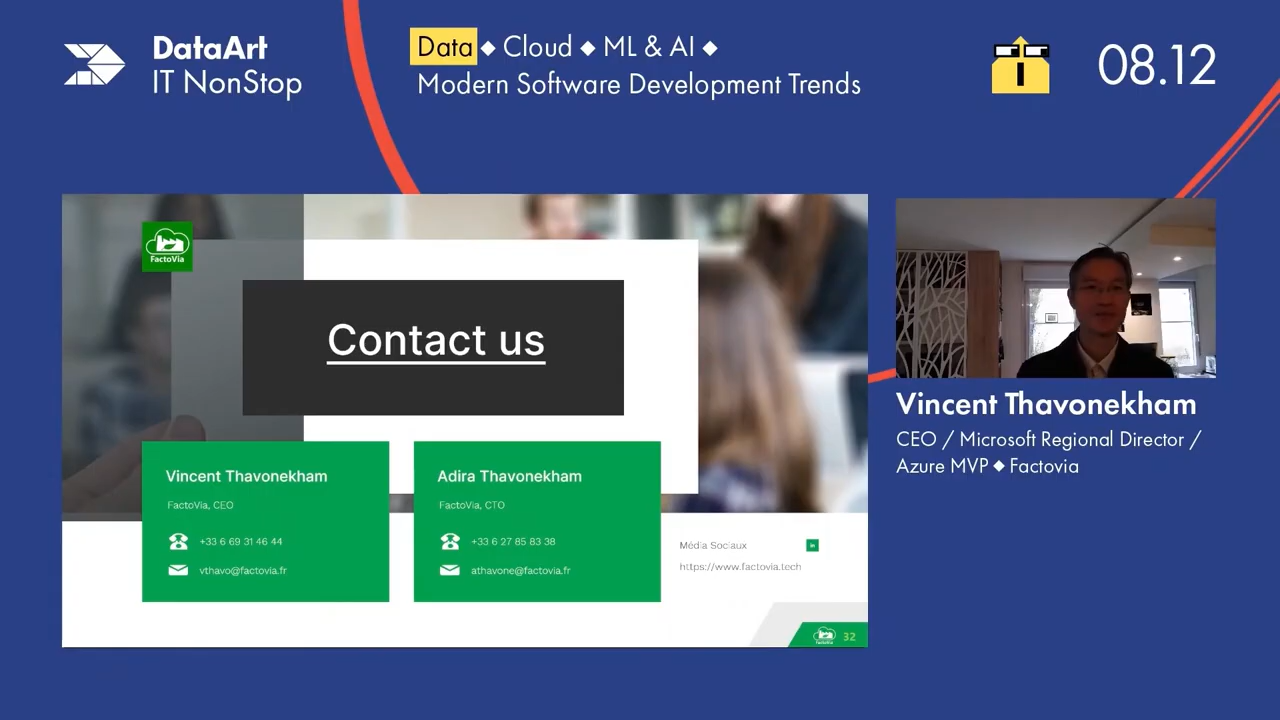 DataArt
IT NonStop
Data ◆ Cloud ◆ ML & AI ◆
Modern Software Development Trends
08.12
FactoVia
Contact us
Vincent Thavonekham
FactoVia, CEO
+33 6 69 31 46 44
vthavo@factovia.fr
Adira Thavonekham
FactoVia, CTO
+33 6 27 85 83 38
athavone@factovia.fr
Média Sociaux
in
https://www.factovia.tech
FactoVia
32
Vincent Thavonekham
CEO / Microsoft Regional Director /
Azure MVP ◆ Factovia